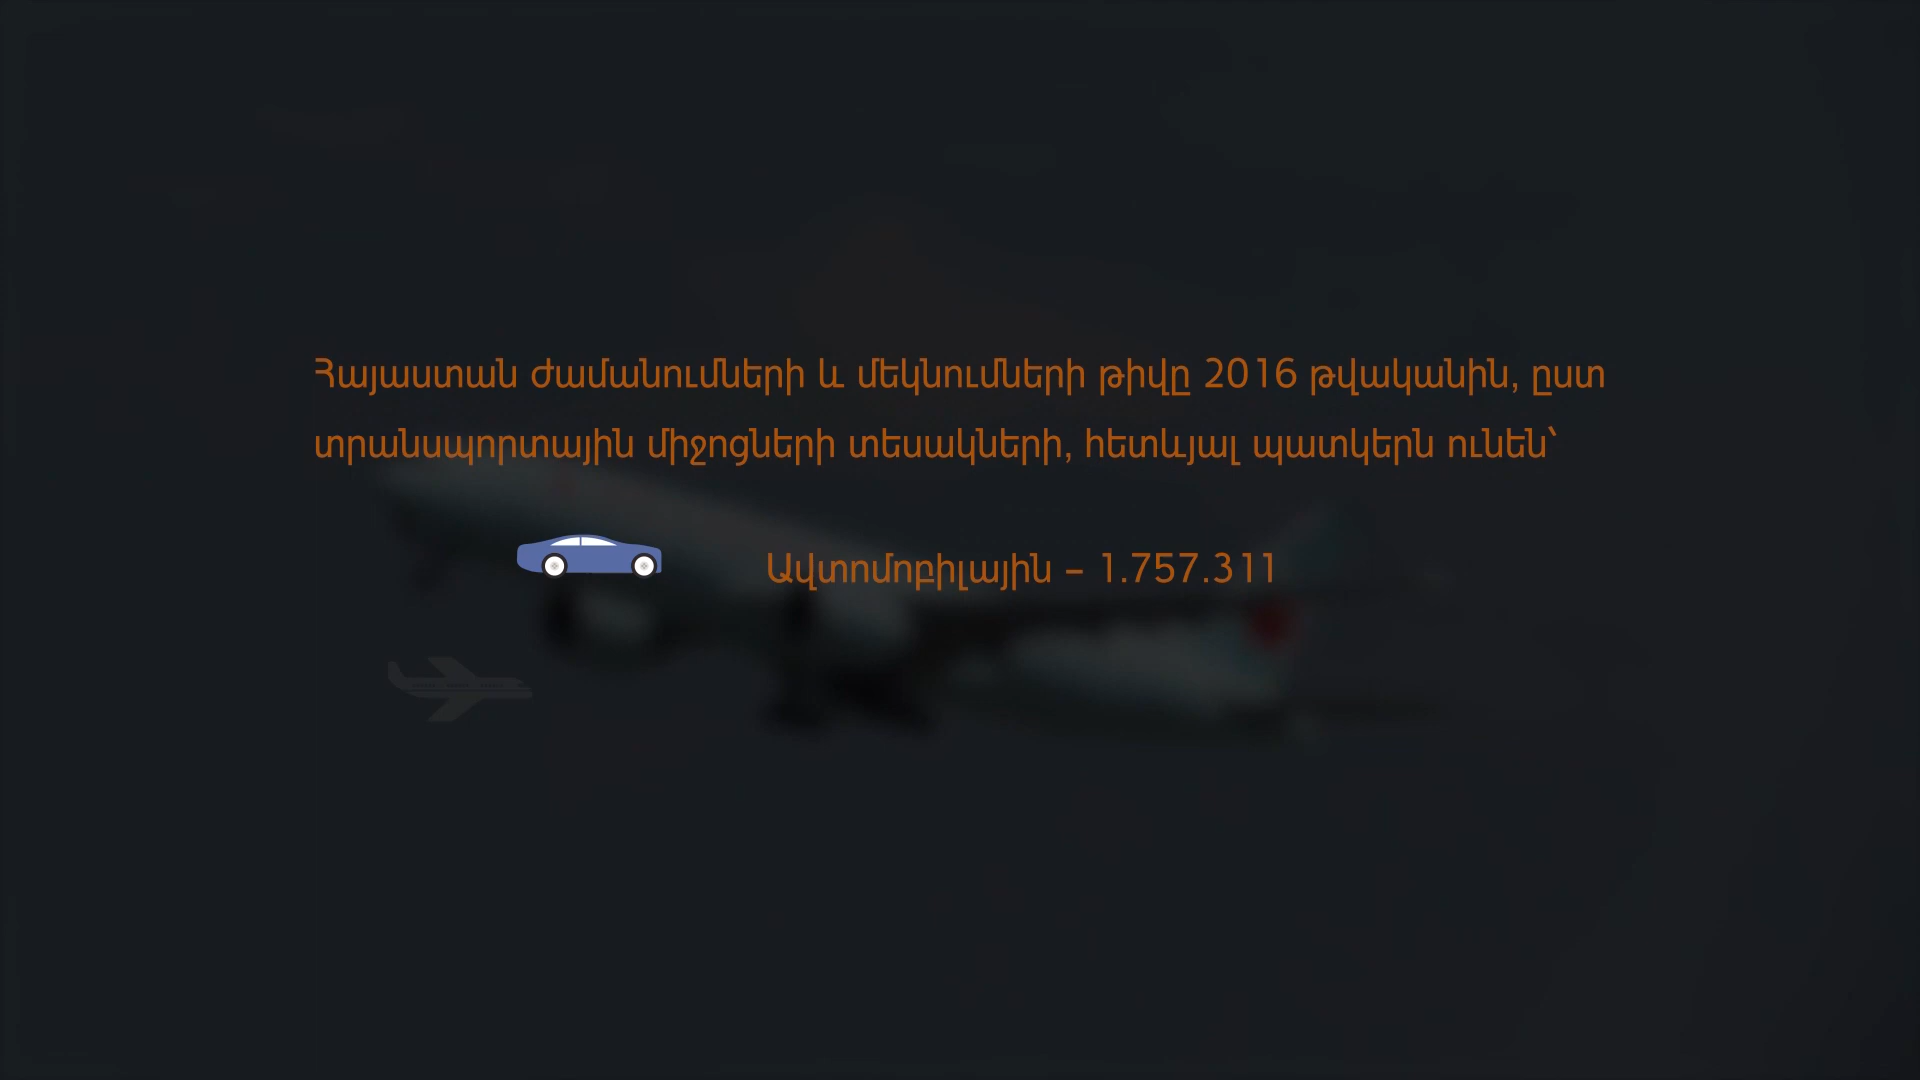 Հայաստան ժամանումների և մեկնումների թիվը 2016 թվականին, ըստ
տրանսպորտային միջոցների տեսակների, հետևյալ պատկերն ունեն՝
Ավտոմոբիլային – 1.757.311